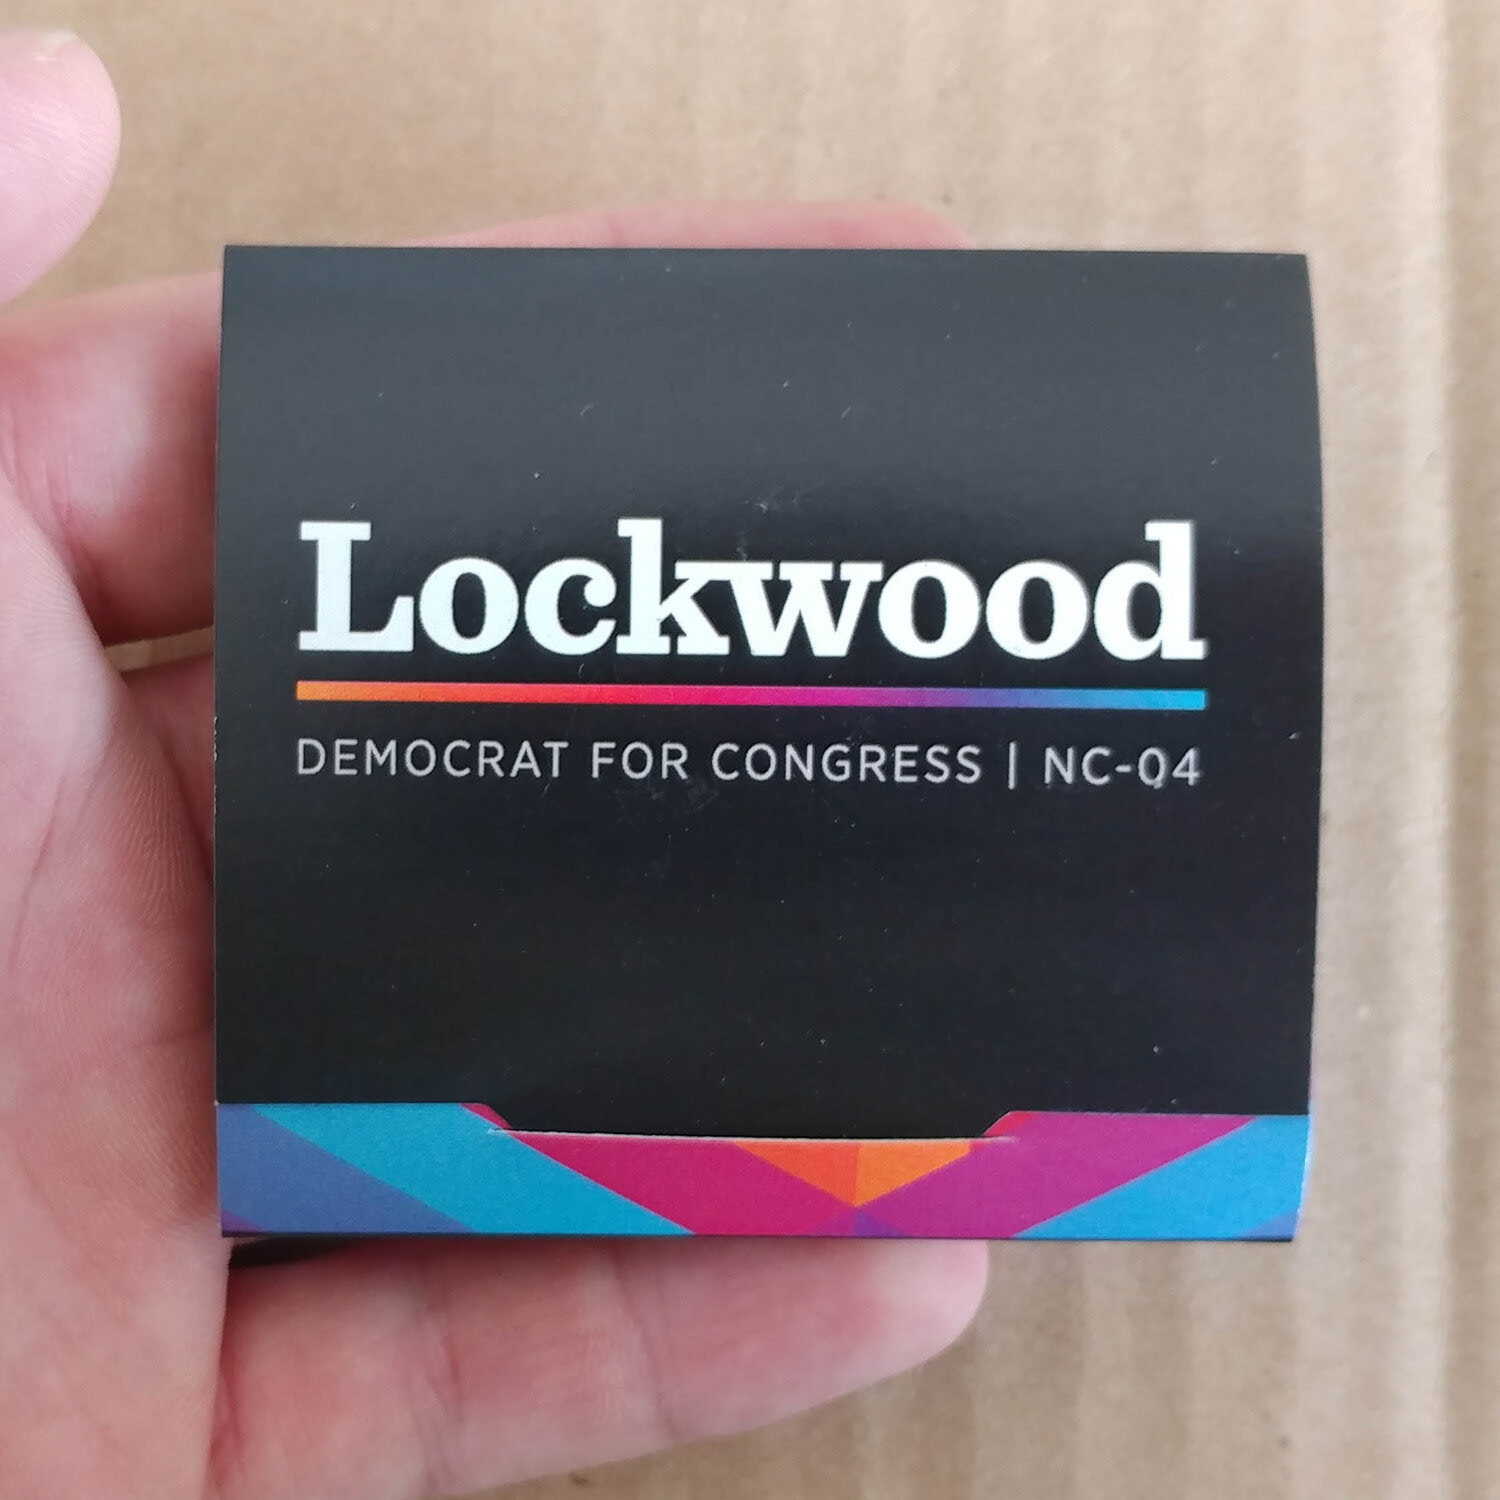 Lockwood
DEMOCRAT FOR CONGRESS | NC-04